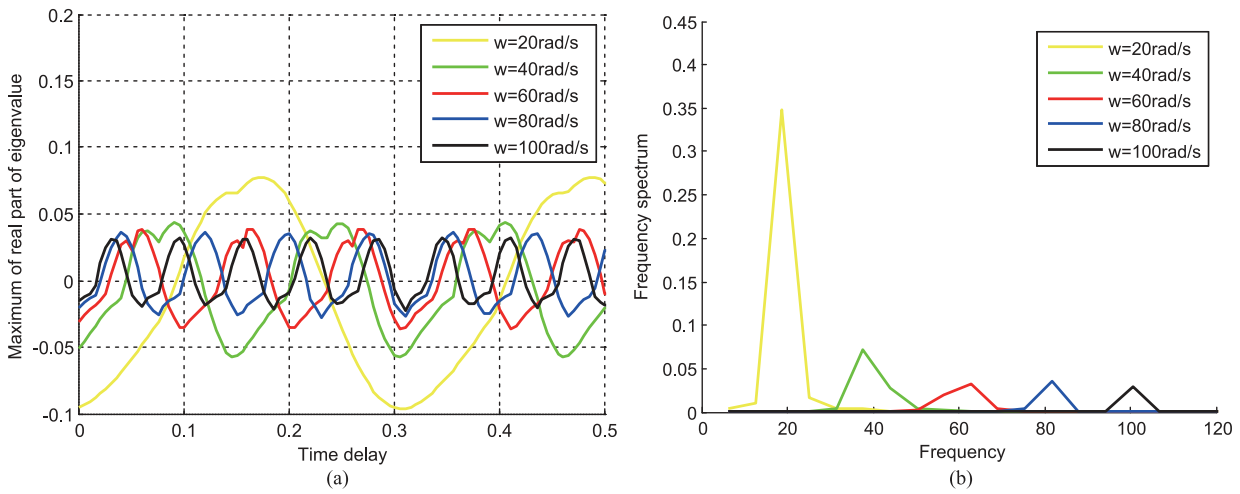 0.2
0.15
0.1
0.05
0
-0.05
-0.1
Maximum of real part of eigenvalue
w=20rad/s
w=40rad/s
w=60rad/s
w=80rad/s
w=100rad/s
0 0.1 0.2 0.3 0.4 0.5
Time delay
(a)
0.45
0.4
0.35
0.3
0.25
0.2
0.15
0.1
0.05
0
Frequency spectrum
w=20rad/s
w=40rad/s
w=60rad/s
w=80rad/s
w=100rad/s
0 20 40 60 80 100 120
Frequency
(b)